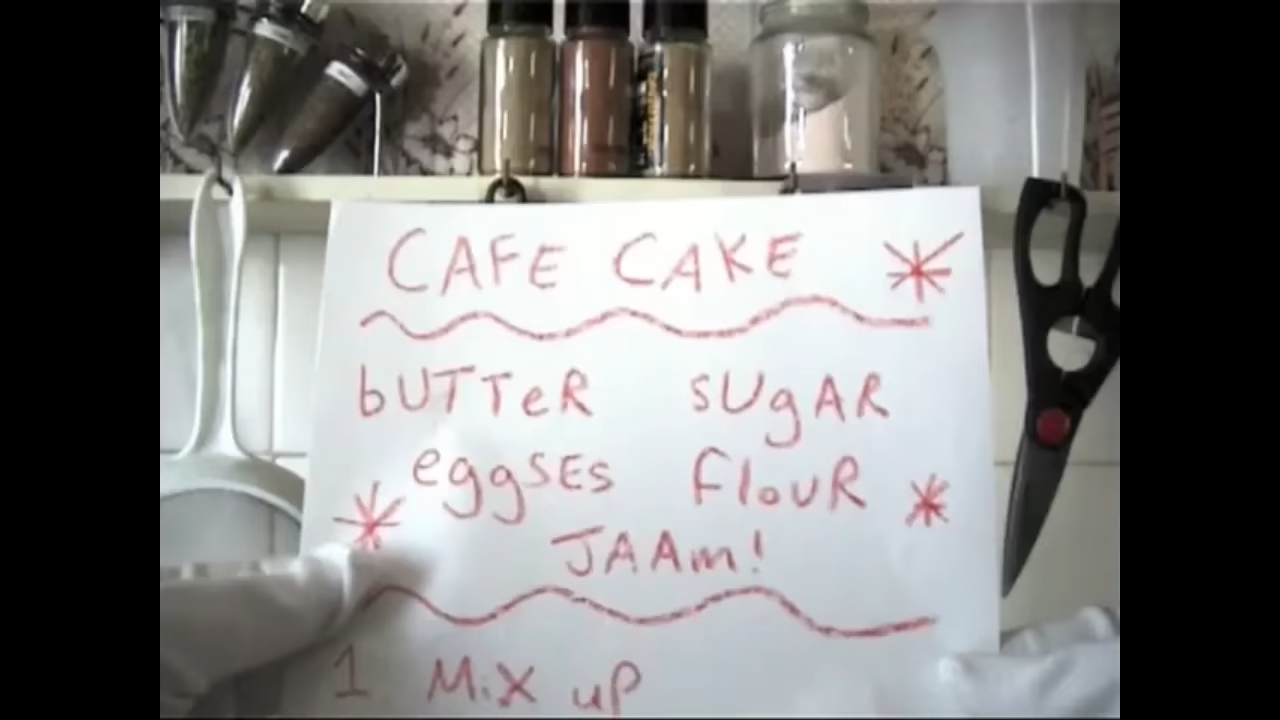 CAFE CAKE
bUTTeR sUgAR
eggsEs flouR
JAAm!
1 MiX uP